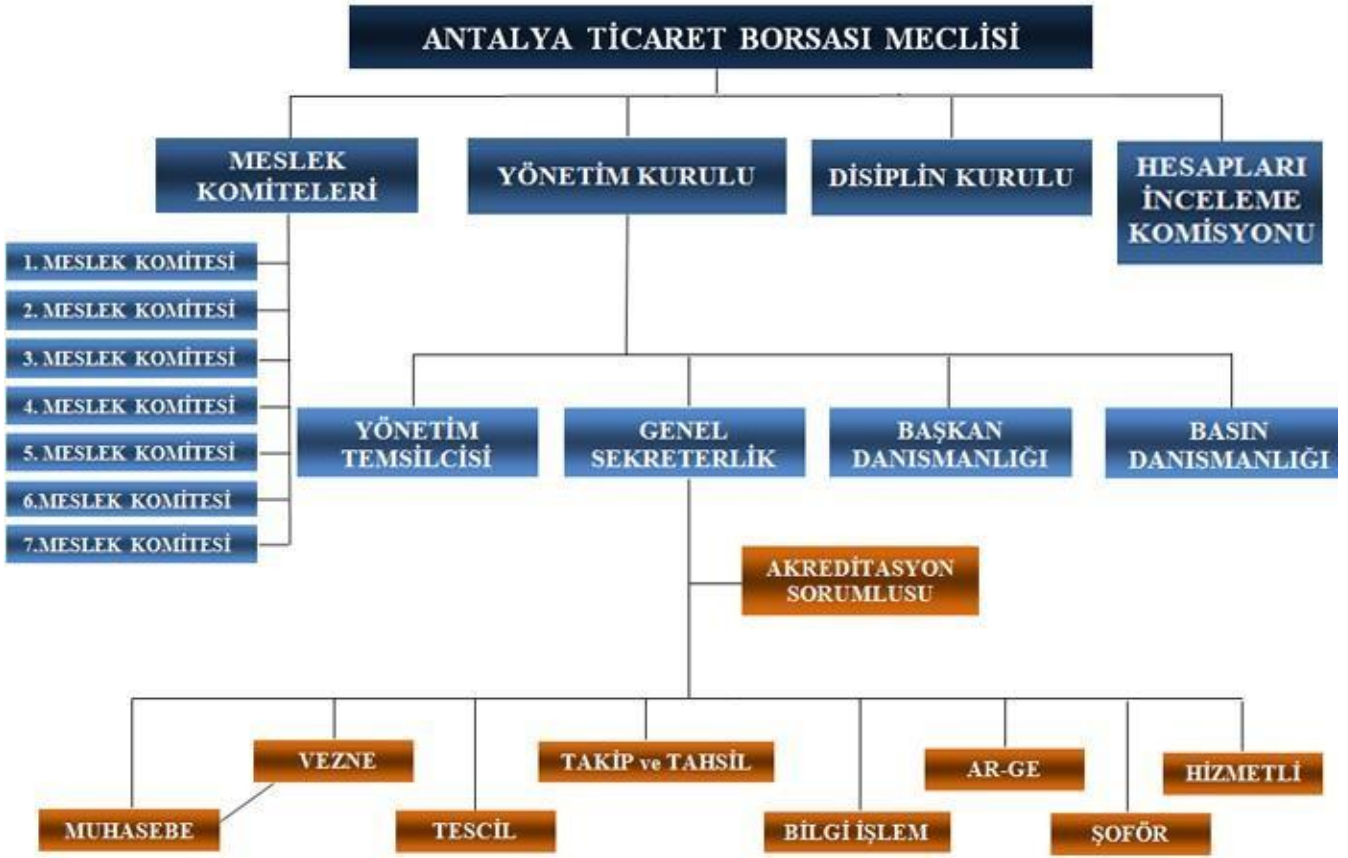 ANTALYA TİCARET BORSASI MECLİSİ
MESLEK
KOMİTELERİ
YÖNETİM KURULU
DİSİPLİN KURULU
HESAPLARI
İNCELEME
KOMİSYONU
1. MESLEK KOMİTESİ
2. MESLEK KOMİTESİ
3. MESLEK KOMİTESİ
4. MESLEK KOMİTESİ
5. MESLEK KOMİTESİ
6.MESLEK KOMİTESİ
7.MESLEK KOMİTESİ
YÖNETİM
TEMSİLCİSİ
GENEL
SEKRETERLİK
BAŞKAN
DANISMANLIĞI
BASIN
DANISMANLIĞI
AKREDİTASYON
SORUMLUSU
VEZNE
TAKİP ve TAHSİL
AR-GE
HİZMETLİ
MUHASEBE
TESCİL
BİLGİ İŞLEM
ŞOFÓR